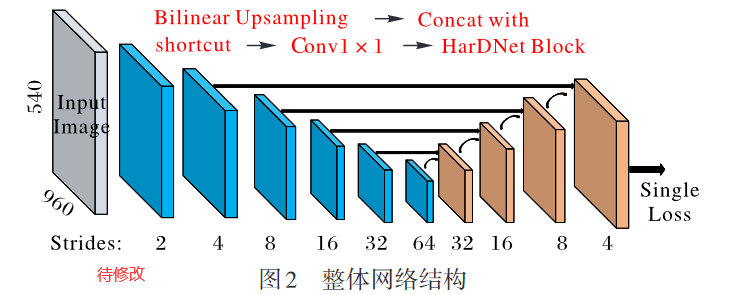 Bilinear Upsampling → Concat with
shortcut → Conv1 × 1 → HarDNet Block
540
Input
Image
960
Single
Loss
Strides: 2 4 8 16 32 64 32 16 8 4
待修改
图2 整体网络结构